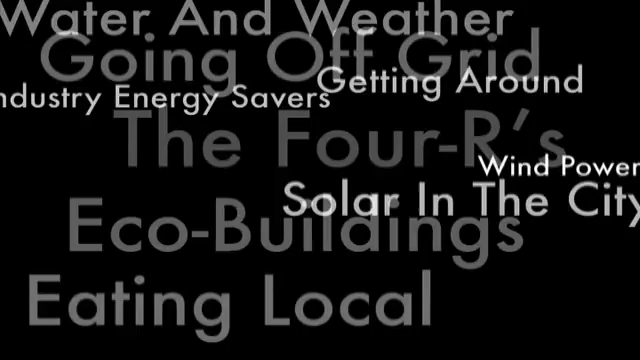 Water And Weather
Going Off Grid
Getting Around
ndustry Energy Savers
The Four-R's
Wind Power
Solar In The City
Eco-Buildings
Eating Local